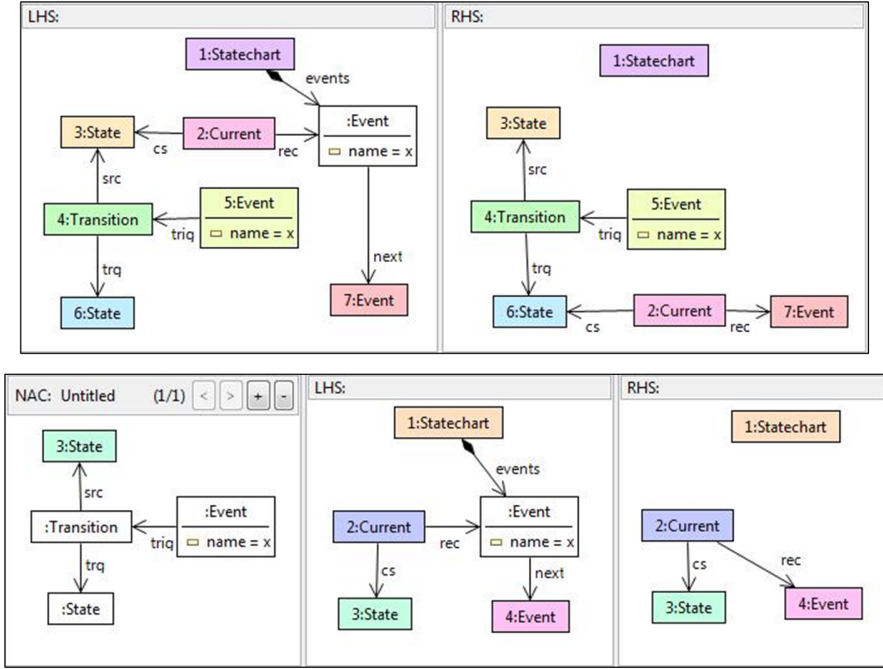 LHS:
1:Statechart
events
:Event
name = x
3:State
cs
2:Current
rec
src
4:Transition
triq
5:Event
name = x
trq
next
6:State
7:Event
RHS:
1:Statechart
3:State
src
4:Transition
triq
5:Event
name = x
trq
6:State
cs
2:Current
rec
7:Event
NAC: Untitled (1/1) < > + -
3:State
src
:Transition
triq
:Event
name = x
trq
:State
LHS:
1:Statechart
events
2:Current
rec
:Event
name = x
cs
next
3:State
4:Event
RHS:
1:Statechart
2:Current
cs
rec
3:State
4:Event